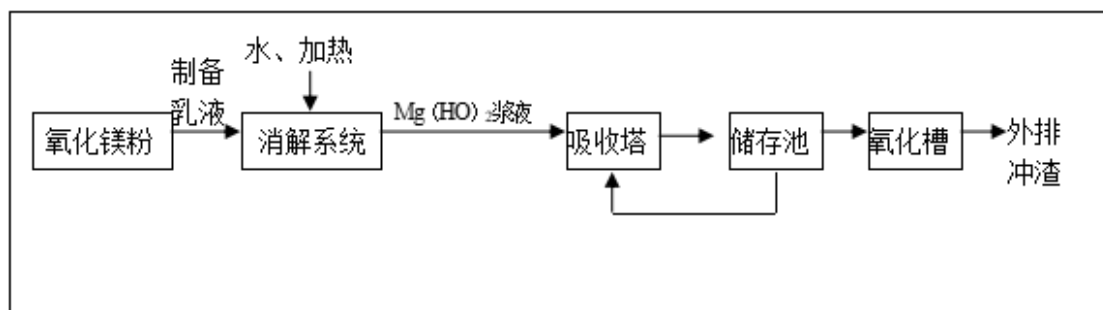 水、加热
制备
乳液
氧化镁粉
消解系统
Mg (HO) 2浆液
吸收塔
储存池
氧化槽
外排
冲渣